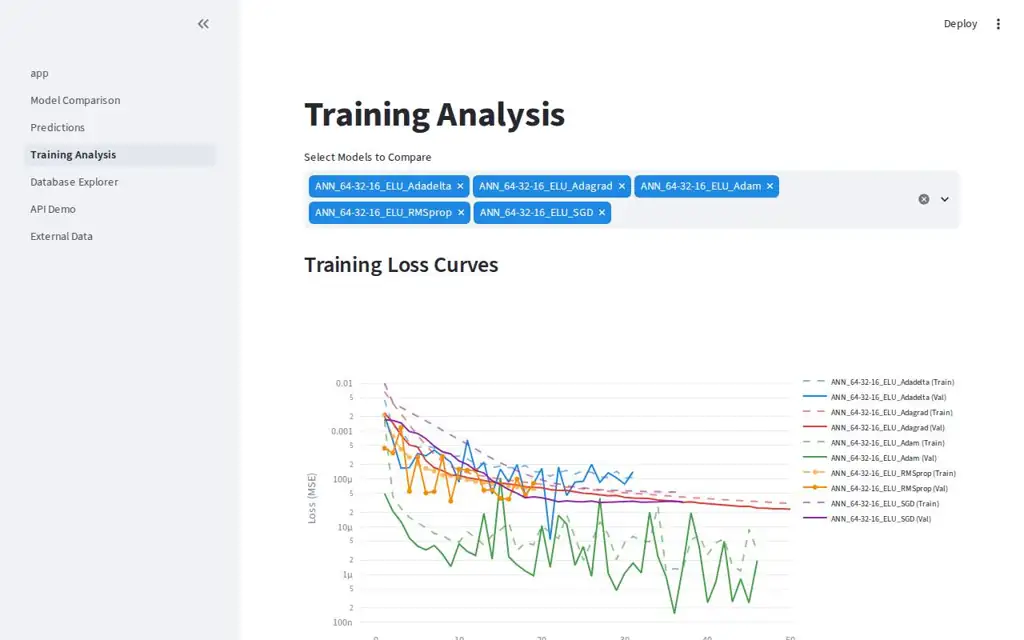 Deploy
app
Model Comparison
Predictions
Training Analysis
Database Explorer
API Demo
External Data
Training Analysis
Select Models to Compare
ANN_64-32-16_ELU_Adadelta × ANN_64-32-16_ELU_Adagrad × ANN_64-32-16_ELU_Adam ×
ANN_64-32-16_ELU_RMSprop × ANN_64-32-16_ELU_SGD ×
Training Loss Curves
Loss (MSE)
0.01
5
2
0.001
5
2
100μ
5
2
10μ
5
2
1μ
5
2
100n
0 10 20 30 40 50
ANN_64-32-16_ELU_Adadelta (Train)
ANN_64-32-16_ELU_Adadelta (Val)
ANN_64-32-16_ELU_Adagrad (Train)
ANN_64-32-16_ELU_Adagrad (Val)
ANN_64-32-16_ELU_Adam (Train)
ANN_64-32-16_ELU_Adam (Val)
ANN_64-32-16_ELU_RMSprop (Train)
ANN_64-32-16_ELU_RMSprop (Val)
ANN_64-32-16_ELU_SGD (Train)
ANN_64-32-16_ELU_SGD (Val)